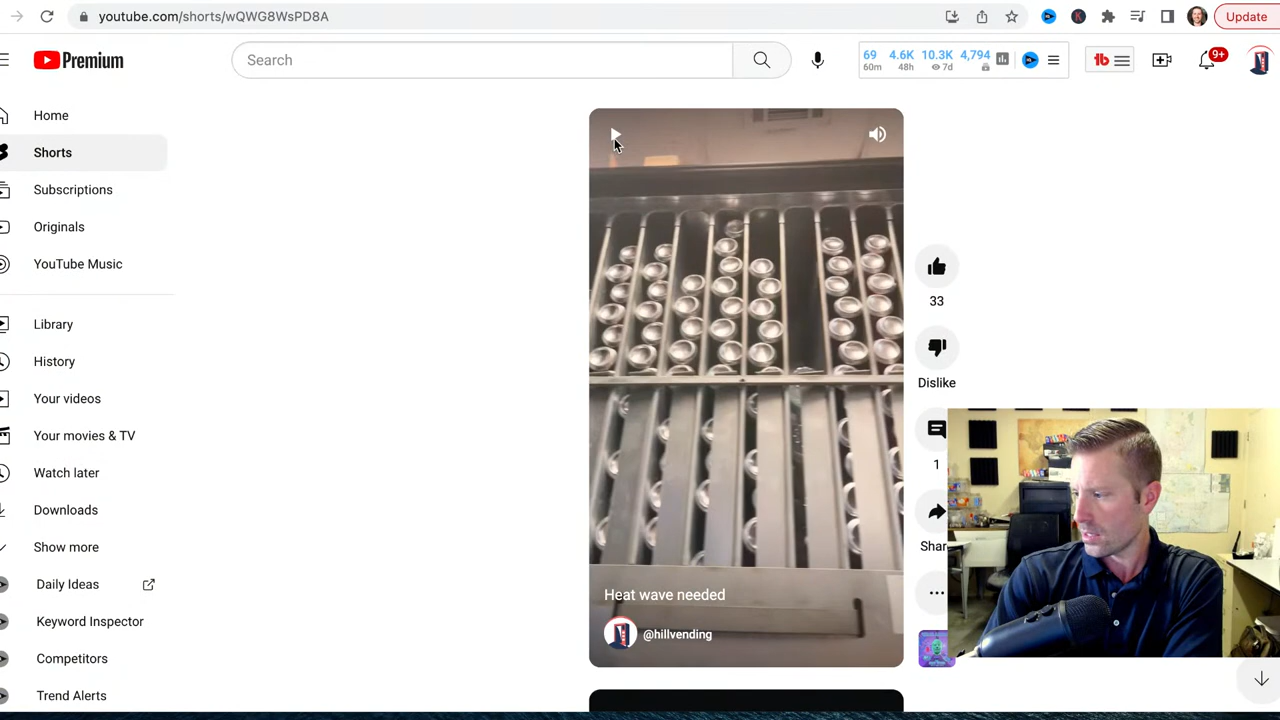 youtube.com/shorts/wQWG8WsPD8A
K
Update
Premium
Search
69 4.6K 10.3K 4,794
60m 48h 7d
tb
9+
Home
Shorts
Subscriptions
Originals
YouTube Music
Library
History
Your videos
Your movies & TV
Watch later
Downloads
Show more
Daily Ideas
Keyword Inspector
Competitors
Trend Alerts
33
Dislike
1
Shar
Heat wave needed
@hillvending